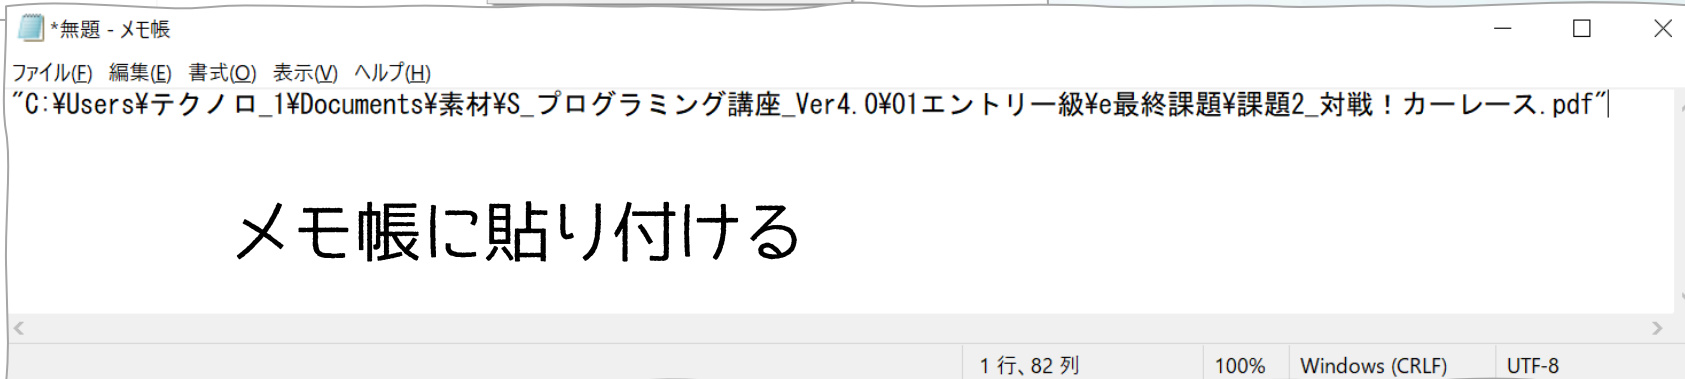 *無題 - メモ帳
ファイル(F) 編集(E) 書式(O) 表示(V) ヘルプ(H)
"C:¥Users¥テクノロ_1¥Documents¥素材¥S_プログラミング講座_Ver4.0¥01エントリー級¥e最終課題¥課題2_対戦！カーレース.pdf"
メモ帳に貼り付ける
1 行、82 列 100% Windows (CRLF) UTF-8